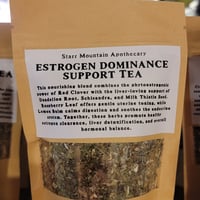 Starr Mountain Apothecary
ESTROGEN DOMINANCE
SUPPORT TEA
This nourishing blend combines the phytoestrogenic
power of Red Clover with the liver-loving support of
Dandelion Root, Schizandra, and Milk Thistle Seed.
Raspberry Leaf offers gentle uterine toning, while
Lemon Balm calms digestion and soothes the endocrine
system. Together, these herbs promote healthy
estrogen clearance, liver detoxification, and overall
hormonal balance.